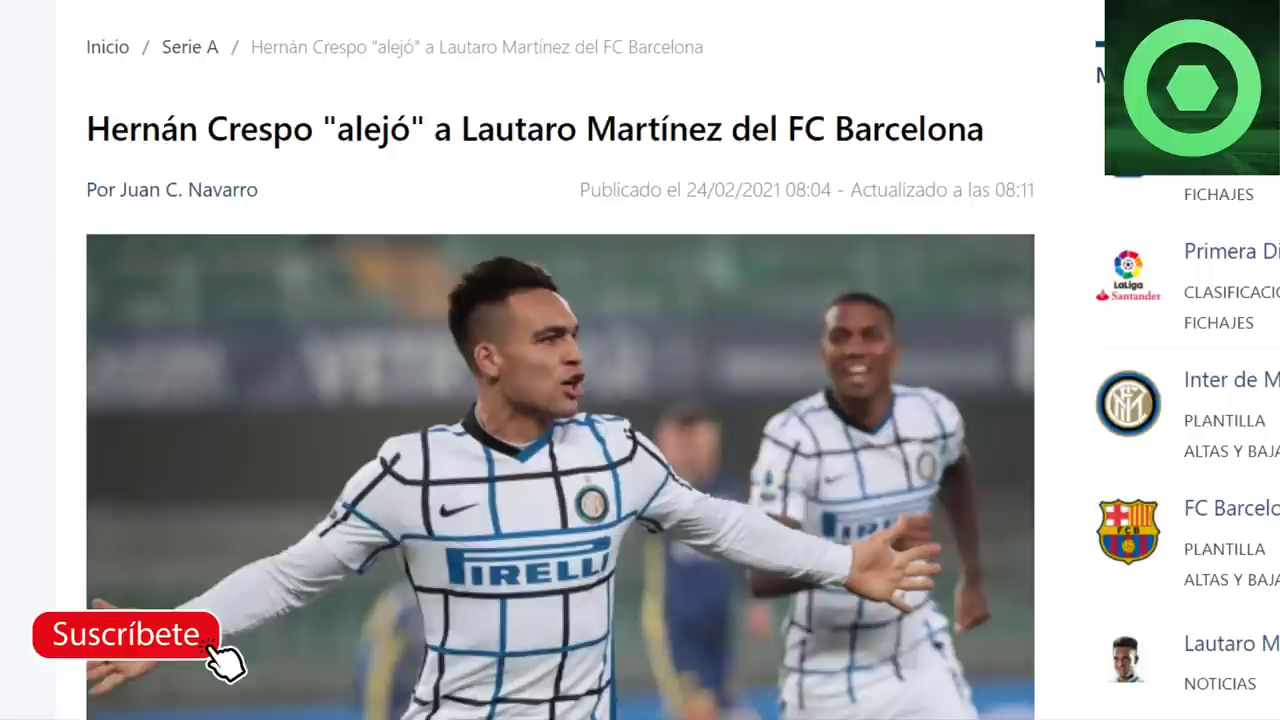 Inicio / Serie A / Hernán Crespo "alejó" a Lautaro Martínez del FC Barcelona
Hernán Crespo "alejó" a Lautaro Martínez del FC Barcelona
Por Juan C. Navarro
Publicado el 24/02/2021 08:04 - Actualizado a las 08:11
PIRELLI
Suscríbete
M
FICHAJES
Primera Di
LaLiga
Santander
CLASIFICACIO
FICHAJES
Inter de M
PLANTILLA
ALTAS Y BAJA
FC Barcelo
FCB
PLANTILLA
ALTAS Y BAJA
Lautaro M
NOTICIAS